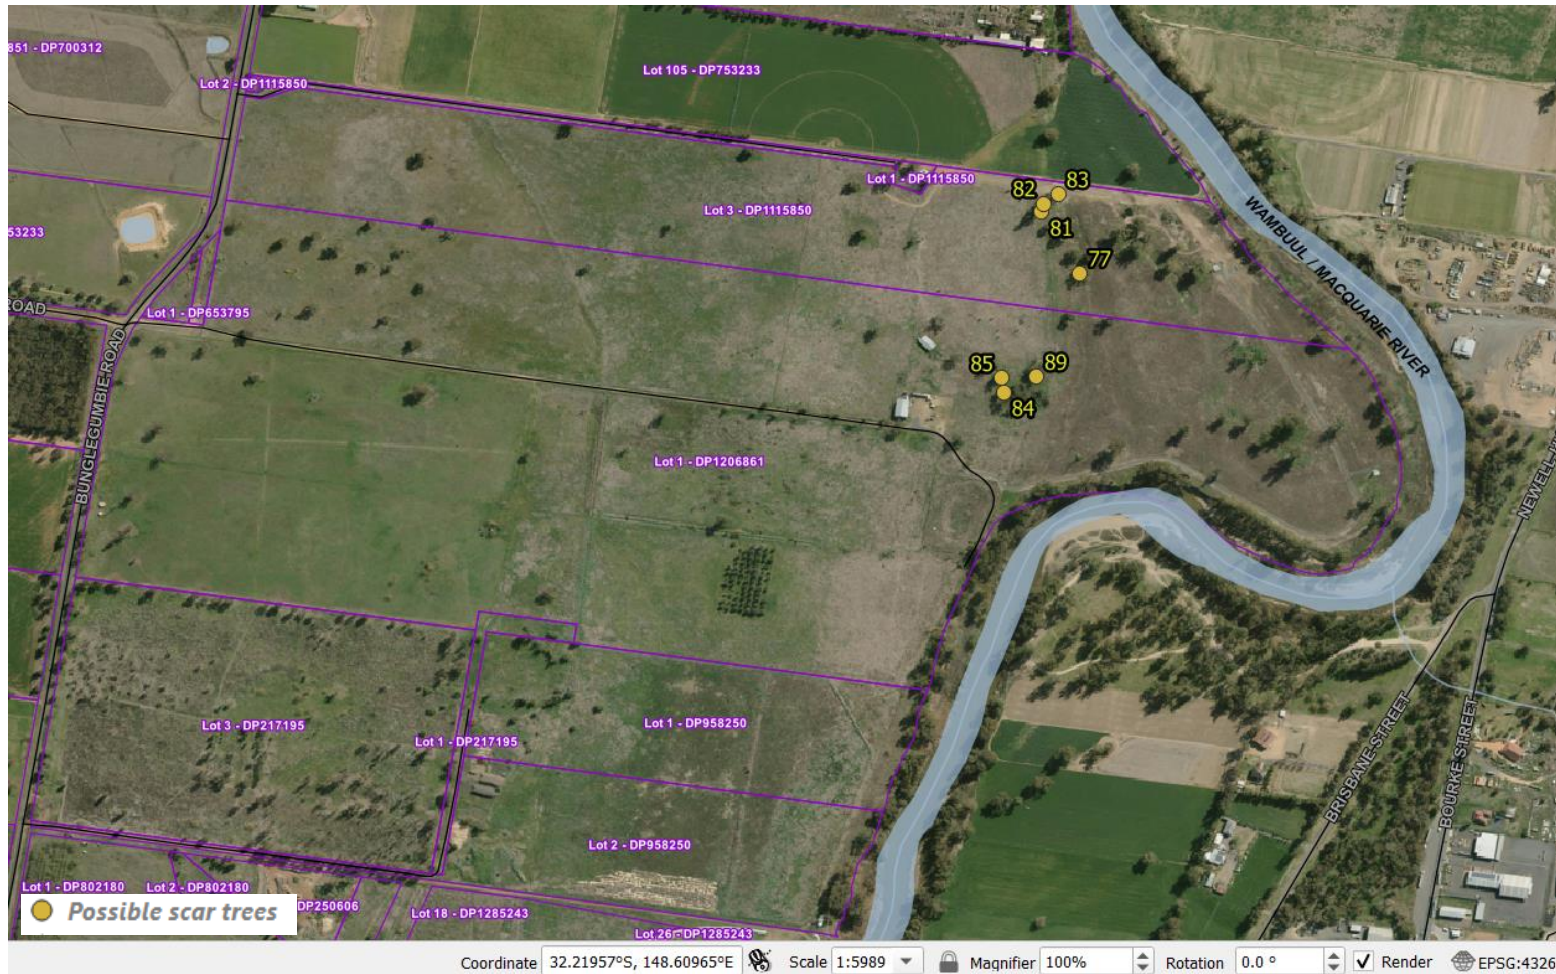 851 - DP700312
Lot 2 - DP1115850
Lot 105 - DP753233
Lot 1 - DP1115850
82
83
Lot 3 - DP1115850
81
WAMBUUL / MACQUARIE RIVER
53233
77
ROAD
Lot 1 - DP653795
85
89
84
BUNGLEGUMBIE ROAD
Lot 1 - DP1206861
NEWELL
Lot 3 - DP217195
Lot 1 - DP217195
Lot 1 - DP958250
BRISBANE STREET
BOURKE STREET
Lot 2 - DP958250
Lot 1 - DP802180
Lot 2 - DP802180
DP250606
Lot 18 - DP1285243
Possible scar trees
Lot 26 - DP1285243
Coordinate 32.21957°S, 148.60965°E Scale 1:5989 Magnifier 100% Rotation 0.0 ° Render EPSG:4326